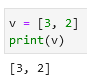 v = [3, 2]
print(v)
[3, 2]